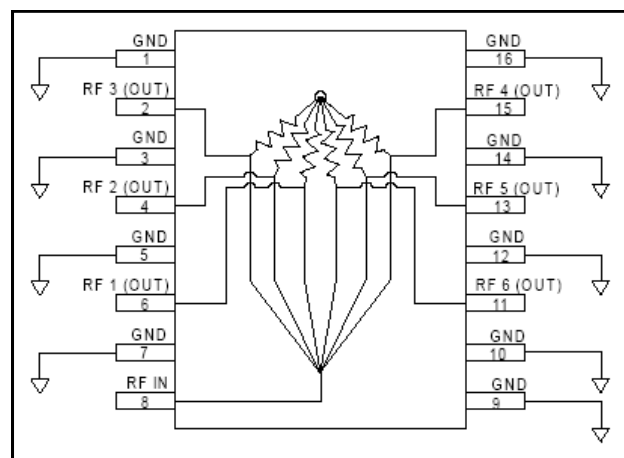 GND
1
RF 3 (OUT)
2
GND
3
RF 2 (OUT)
4
GND
5
RF 1 (OUT)
6
GND
7
RF IN
8
GND
16
RF 4 (OUT)
15
GND
14
RF 5 (OUT)
13
GND
12
RF 6 (OUT)
11
GND
10
GND
9